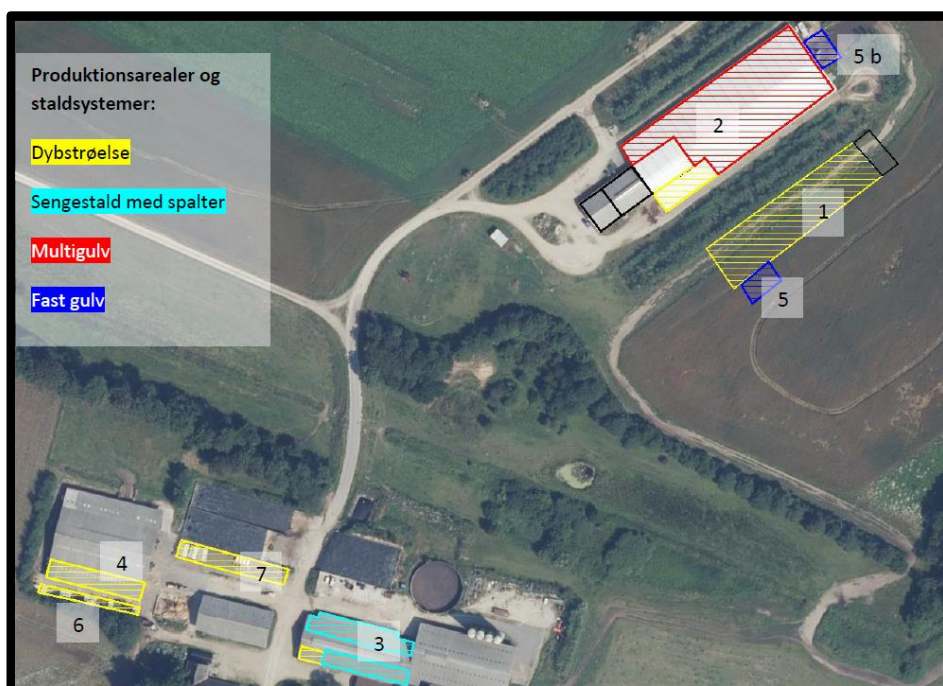 Produktionsarealer og
staldsystemer:
Dybstrøelse
Sengestald med spalter
Multigulv
Fast gulv
5 b
2
1
5
4
7
6
3